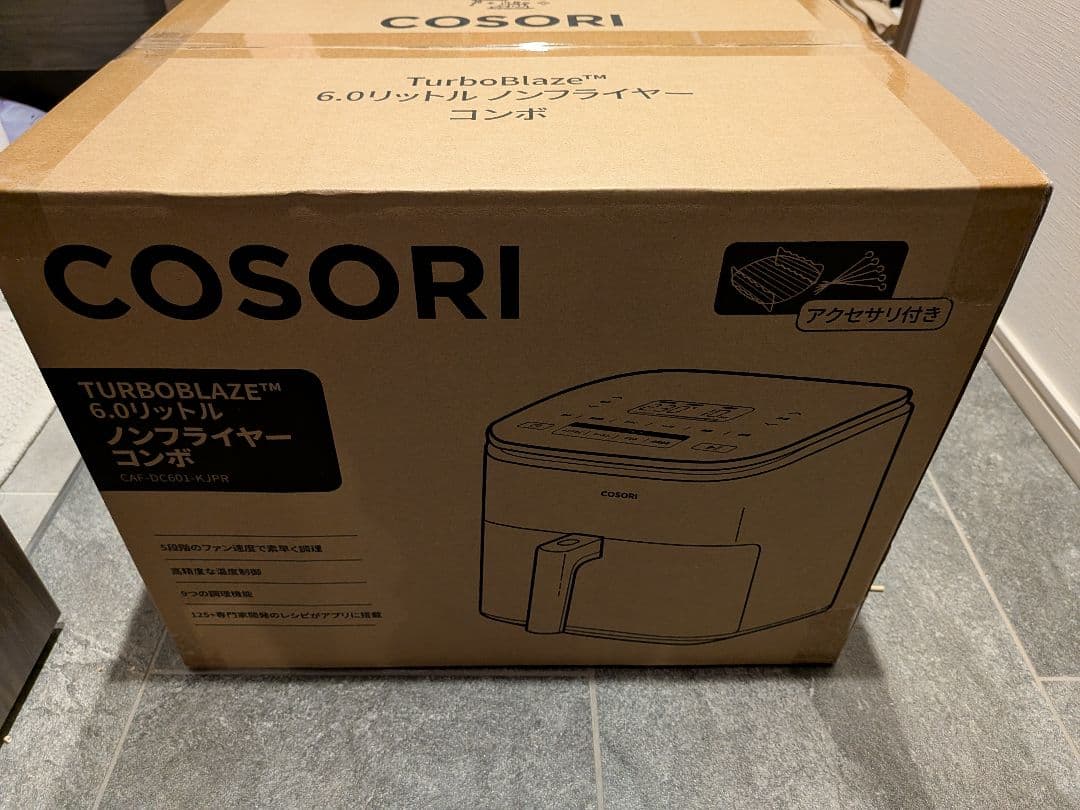 COSORI
TurboBlaze™
6.0リットル ノンフライヤー
コンボ
COSORI
アクセサリ付き
TURBOBLAZE™
6.0リットル
ノンフライヤー
コンボ
CAF-DC601-KJPR
COSORI
5段階のファン速度で素早く調理
高精度な温度制御
9つの調理機能
125+専門家開発のレシピがアプリに搭載